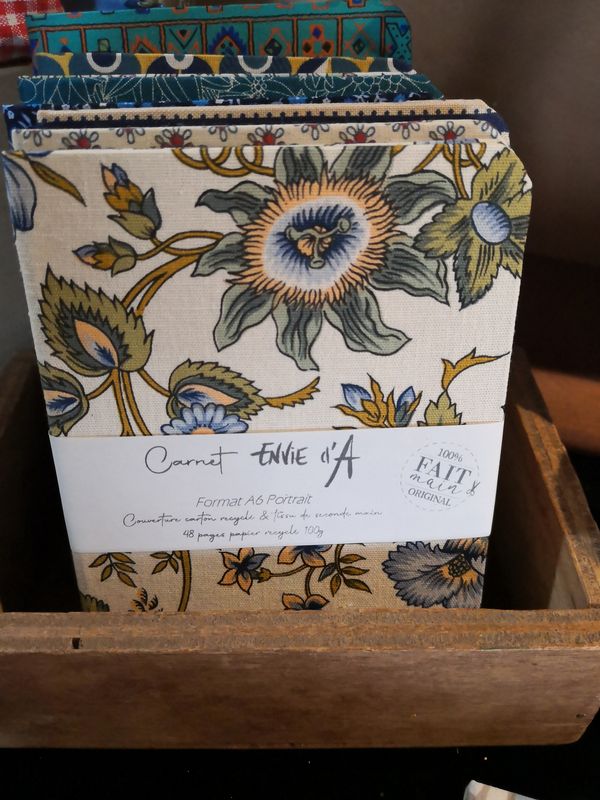 Carnet ENVIE d'A
Format A6 Portrait
Couverture carton recyclé & tissu de seconde main
48 pages papier recyclé 100g
100%
FAIT
main
ORIGINAL